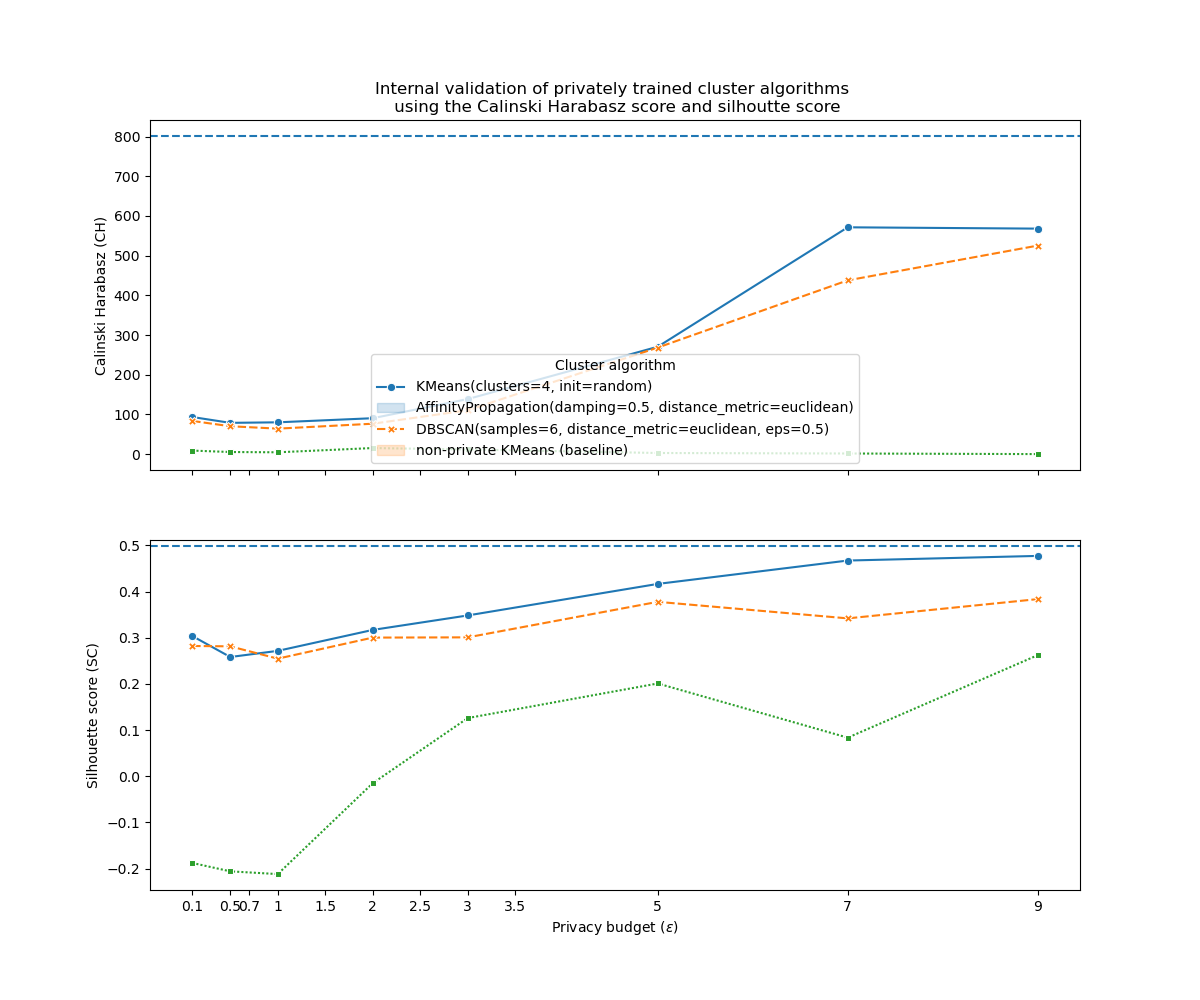 Internal validation of privately trained cluster algorithms
using the Calinski Harabasz score and silhoutte score
800
700
600
500
400
300
200
100
0
Calinski Harabasz (CH)
Cluster algorithm
KMeans(clusters=4, init=random)
AffinityPropagation(damping=0.5, distance_metric=euclidean)
DBSCAN(samples=6, distance_metric=euclidean, eps=0.5)
non-private KMeans (baseline)
0.5
0.4
0.3
0.2
0.1
0.0
−0.1
−0.2
Silhouette score (SC)
0.1 0.5 0.7 1 1.5 2 2.5 3 3.5 5 7 9
Privacy budget (ε)